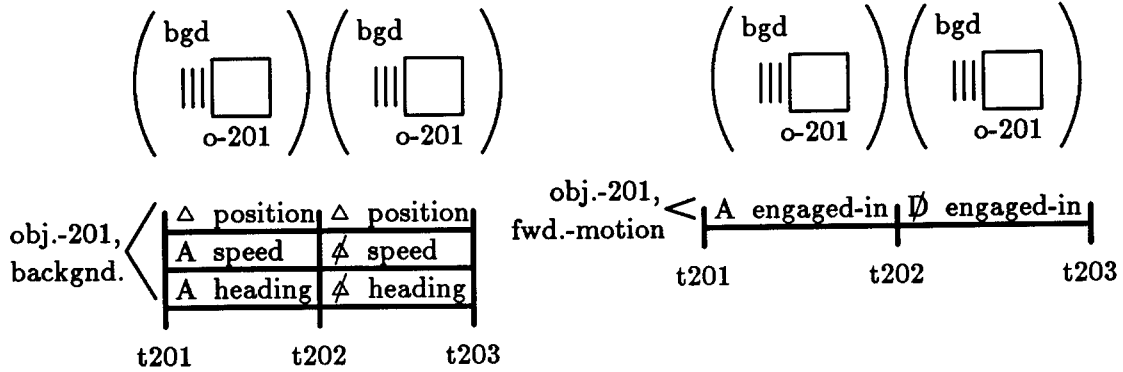 bgd bgd
o-201 o-201
obj.-201,
backgnd.
△ position △ position
A speed ⍋̸ speed
A heading ⍋̸ heading
t201 t202 t203
bgd bgd
o-201 o-201
obj.-201,
fwd.-motion
A engaged-in D̸ engaged-in
t201 t202 t203